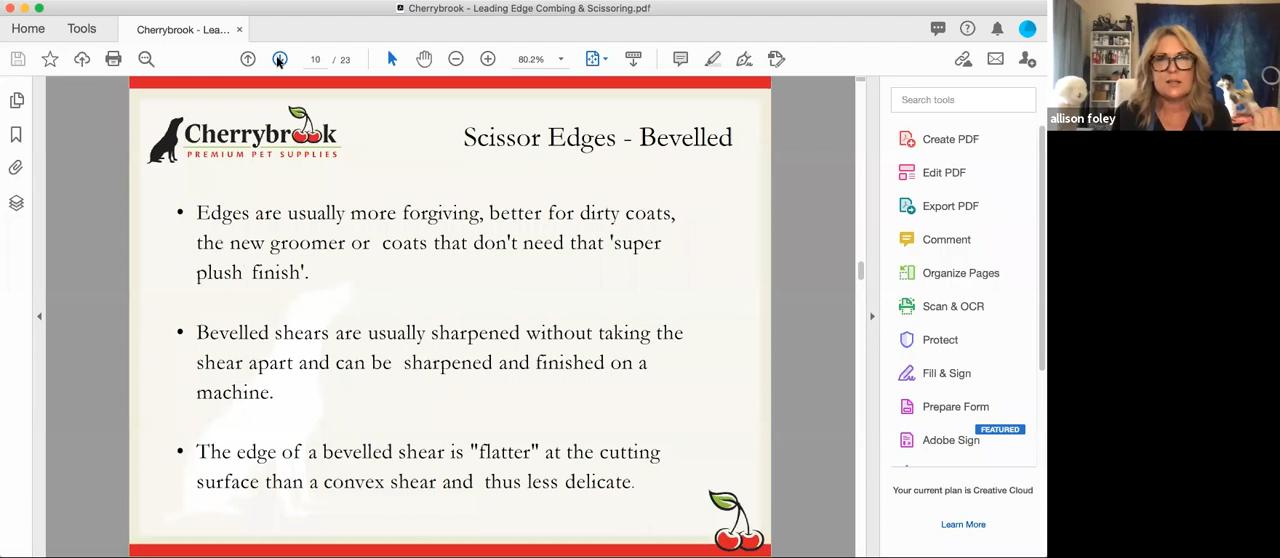 Cherrybrook - Leading Edge Combing & Scissoring.pdf
Home
Tools
Cherrybrook - Lea...
×
10 / 23
80.2%
allison foley
Cherrybrook
PREMIUM PET SUPPLIES
Scissor Edges - Bevelled
• Edges are usually more forgiving, better for dirty coats,
the new groomer or coats that don't need that 'super
plush finish'.
• Bevelled shears are usually sharpened without taking the
shear apart and can be sharpened and finished on a
machine.
• The edge of a bevelled shear is "flatter" at the cutting
surface than a convex shear and thus less delicate.
Search tools
Create PDF
Edit PDF
Export PDF
Comment
Organize Pages
Scan & OCR
Protect
Fill & Sign
Prepare Form
FEATURED
Adobe Sign
Your current plan is Creative Cloud
Learn More